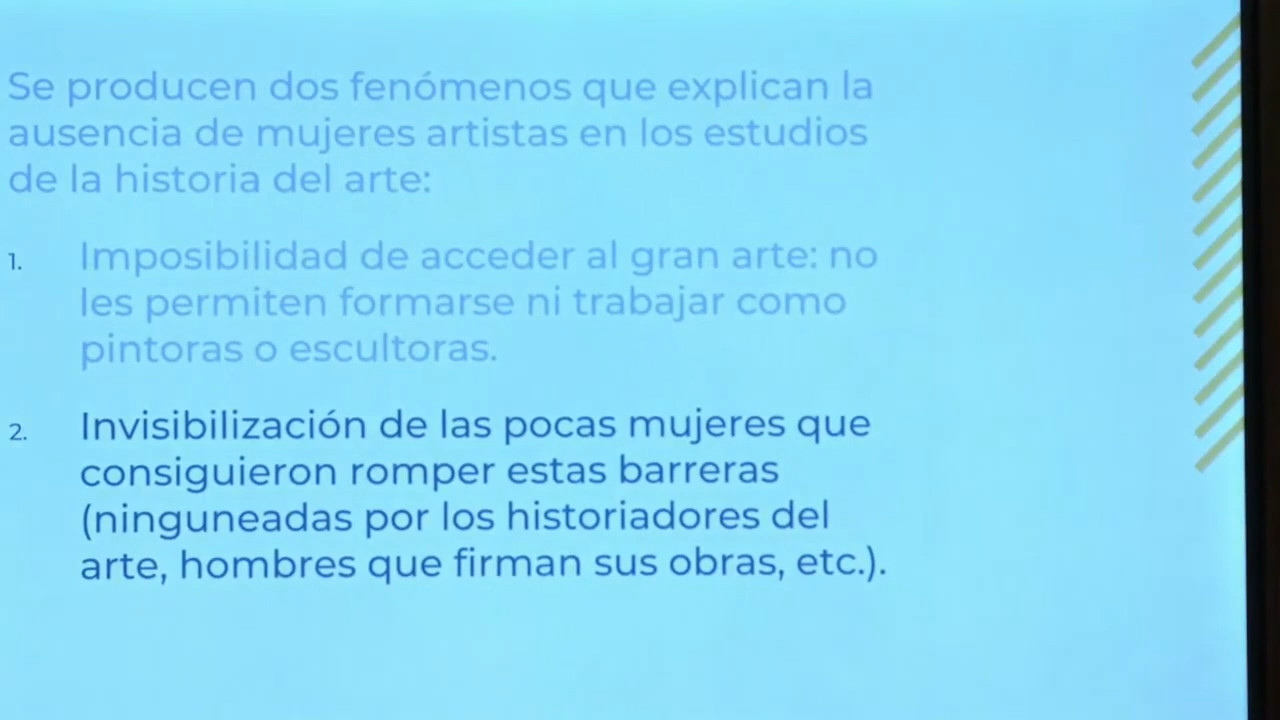 Se producen dos fenómenos que explican la
ausencia de mujeres artistas en los estudios
de la historia del arte:
1. Imposibilidad de acceder al gran arte: no
les permiten formarse ni trabajar como
pintoras o escultoras.
2. Invisibilización de las pocas mujeres que
consiguieron romper estas barreras
(ninguneadas por los historiadores del
arte, hombres que firman sus obras, etc.).